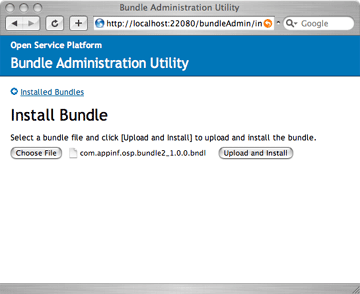 Bundle Administration Utility
http://localhost:22080/bundleAdmin/in
Google
Open Service Platform
Bundle Administration Utility
Installed Bundles
Install Bundle
Select a bundle file and click [Upload and Install] to upload and install the bundle.
Choose File com.appinf.osp.bundle2_1.0.0.bndl Upload and Install